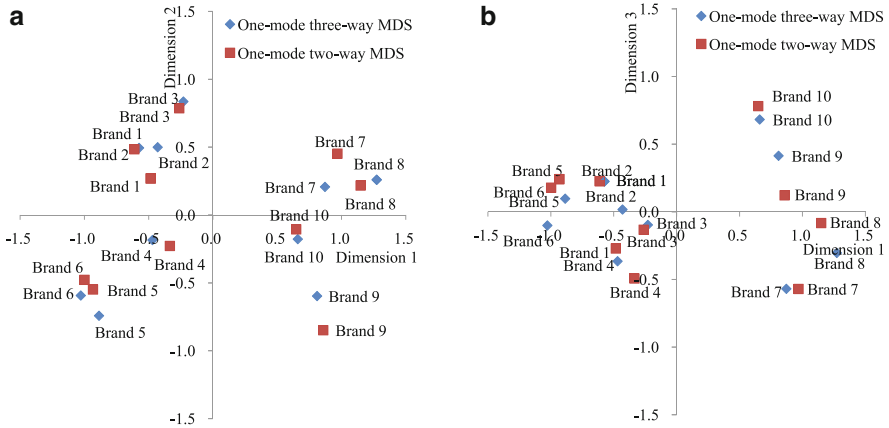 a
1.5
Dimension 2
One-mode three-way MDS
One-mode two-way MDS
1.0
Brand 3
Brand 3
Brand 1
0.5
Brand 2
Brand 2
Brand 1
Brand 7
Brand 8
Brand 7
Brand 8
0.0
-1.5
-1.0
-0.5
0.0
0.5
1.0
1.5
Brand 10
Brand 10
Dimension 1
Brand 4
Brand 4
Brand 6
Brand 6
Brand 5
Brand 5
-0.5
Brand 9
Brand 9
-1.0
-1.5
b
1.5
Dimension 3
One-mode three-way MDS
One-mode two-way MDS
1.0
Brand 10
Brand 10
0.5
Brand 9
Brand 9
Brand 5
Brand 2
Brand 6
Brand 1
Brand 5
Brand 2
0.0
-1.5
-1.0
-0.5
0.0
0.5
1.0
1.5
Brand 6
Brand 3
Brand 3
Brand 8
Brand 1
Dimension 1
Brand 4
Brand 8
Brand 4
Brand 7
Brand 7
-0.5
-1.0
-1.5